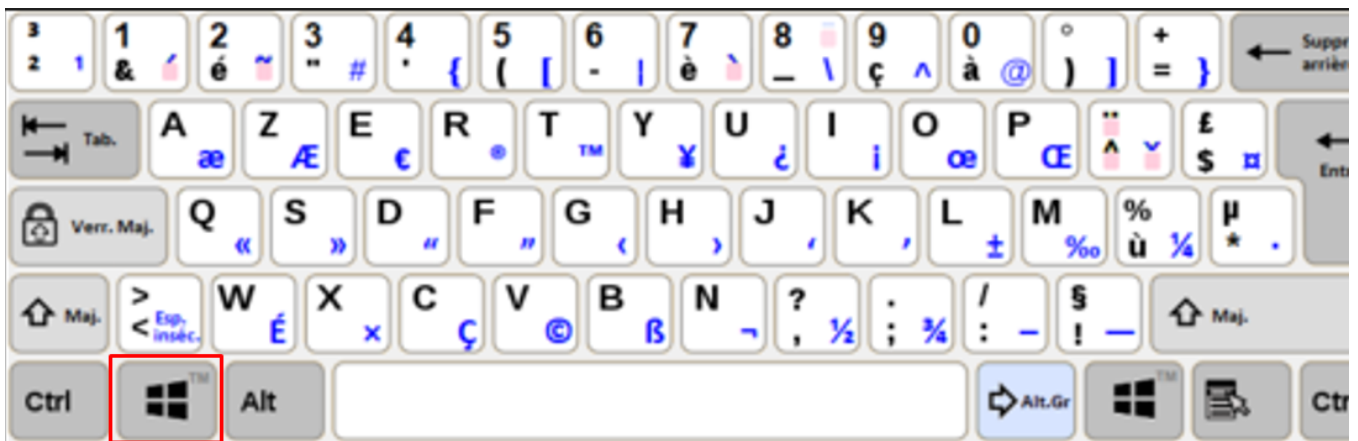 3 ² ¹
1 & ´
2 é ~
3 " #
4 ' {
5 ( [
6 - |
7 è `
8 _ ¯ \
9 ç ^
0 à @
° ) ]
+ = }
Suppr
arrière
Tab.
A æ
Z Æ
E €
R ®
T ™
Y ¥
U ¿
I ¡
O œ
P Œ
¨ ^ ˇ
£ $ ¤
Entr
Verr. Maj.
Q «
S »
D “
F ”
G ‹
H ›
J ‘
K ’
L ±
M ‰
% ù ¼
µ * ·
Maj.
> < Esp.
insèc.
W É
X ×
C Ç
V ©
B ß
N ¬
? , ½
. ; ¾
/ : –
§ ! —
Maj.
Ctrl
TM
Alt
Alt.Gr
TM
Ctr